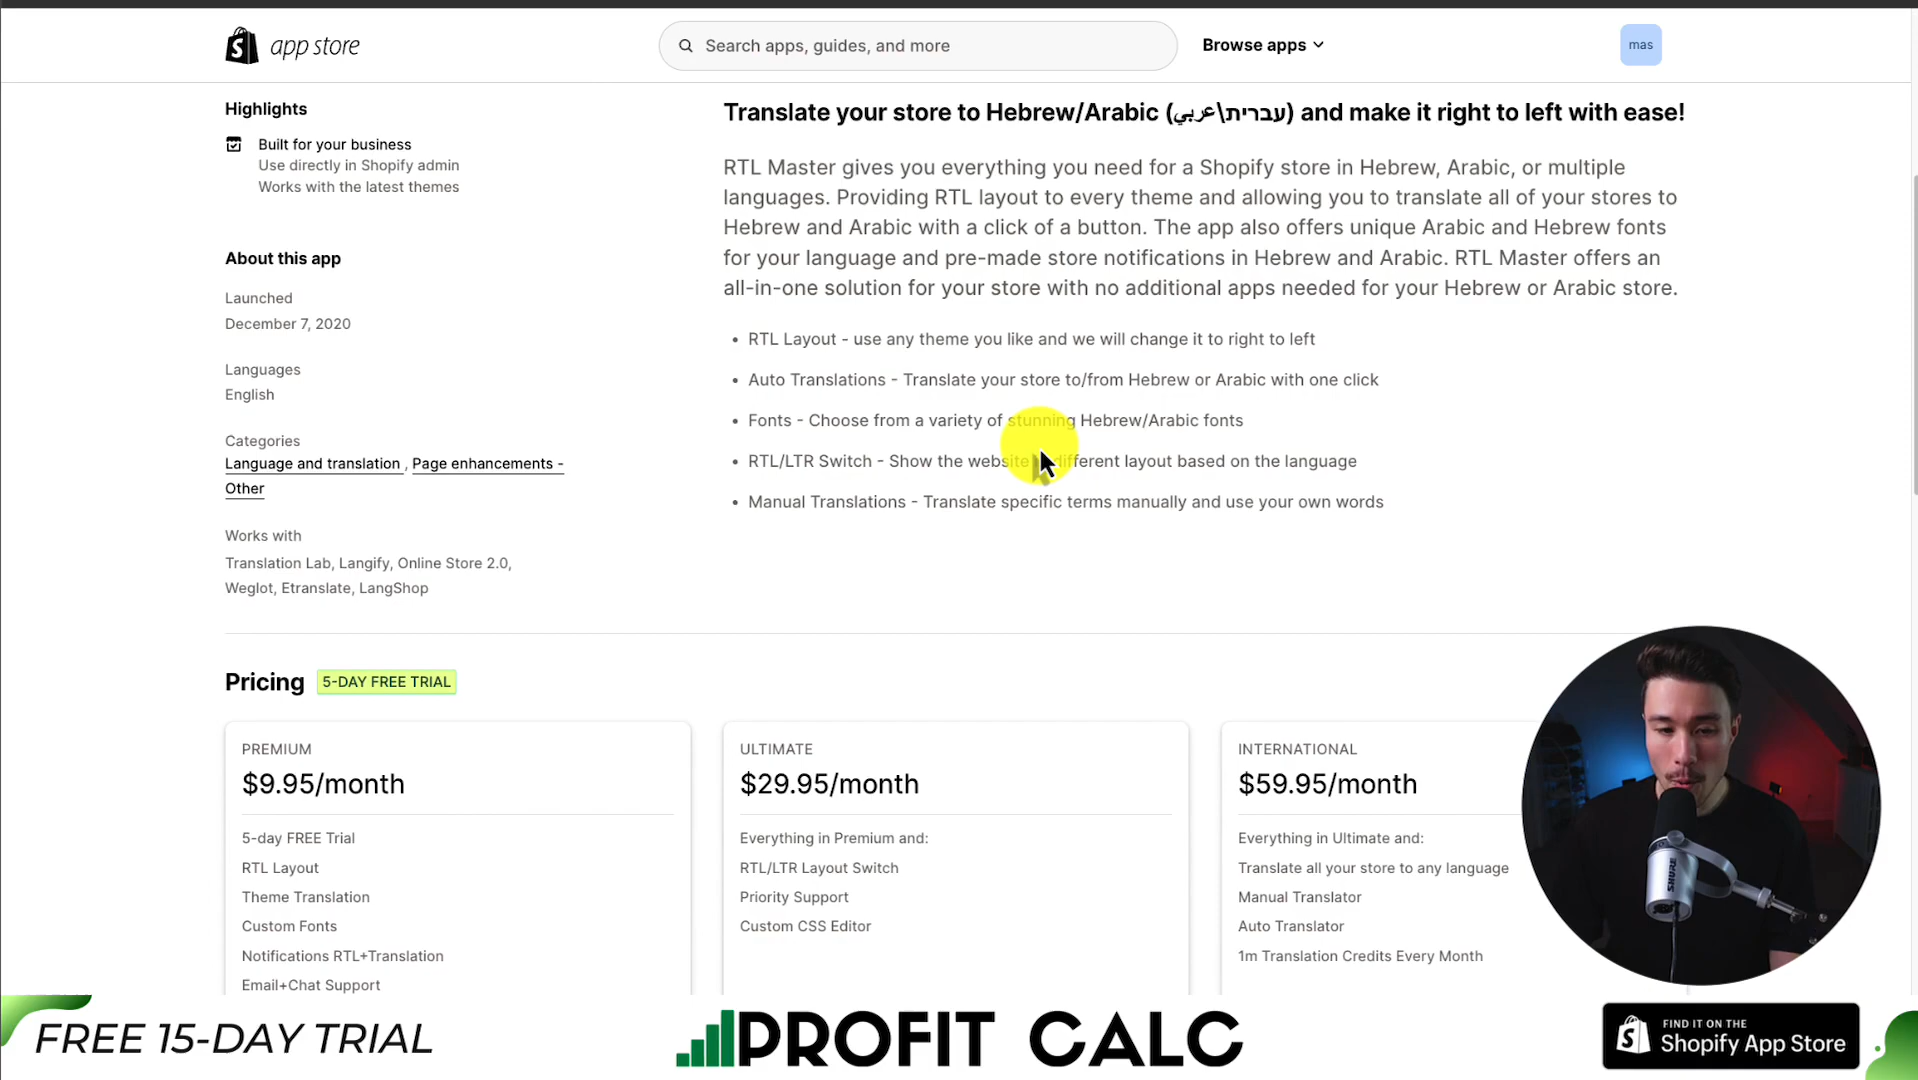 app store
Search apps, guides, and more
Browse apps
mas
Highlights
Built for your business
Use directly in Shopify admin
Works with the latest themes
About this app
Launched
December 7, 2020
Languages
English
Categories
Language and translation , Page enhancements -
Other
Works with
Translation Lab, Langify, Online Store 2.0,
Weglot, Etranslate, LangShop
Translate your store to Hebrew/Arabic (עברית\عربي) and make it right to left with ease!
RTL Master gives you everything you need for a Shopify store in Hebrew, Arabic, or multiple
languages. Providing RTL layout to every theme and allowing you to translate all of your stores to
Hebrew and Arabic with a click of a button. The app also offers unique Arabic and Hebrew fonts
for your language and pre-made store notifications in Hebrew and Arabic. RTL Master offers an
all-in-one solution for your store with no additional apps needed for your Hebrew or Arabic store.
• RTL Layout - use any theme you like and we will change it to right to left
• Auto Translations - Translate your store to/from Hebrew or Arabic with one click
• Fonts - Choose from a variety of stunning Hebrew/Arabic fonts
• RTL/LTR Switch - Show the website different layout based on the language
• Manual Translations - Translate specific terms manually and use your own words
Pricing 5-DAY FREE TRIAL
PREMIUM
$9.95/month
5-day FREE Trial
RTL Layout
Theme Translation
Custom Fonts
Notifications RTL+Translation
Email+Chat Support
ULTIMATE
$29.95/month
Everything in Premium and:
RTL/LTR Layout Switch
Priority Support
Custom CSS Editor
INTERNATIONAL
$59.95/month
Everything in Ultimate and:
Translate all your store to any language
Manual Translator
Auto Translator
1m Translation Credits Every Month
SHURE
FREE 15-DAY TRIAL
PROFIT CALC
FIND IT ON THE
Shopify App Store